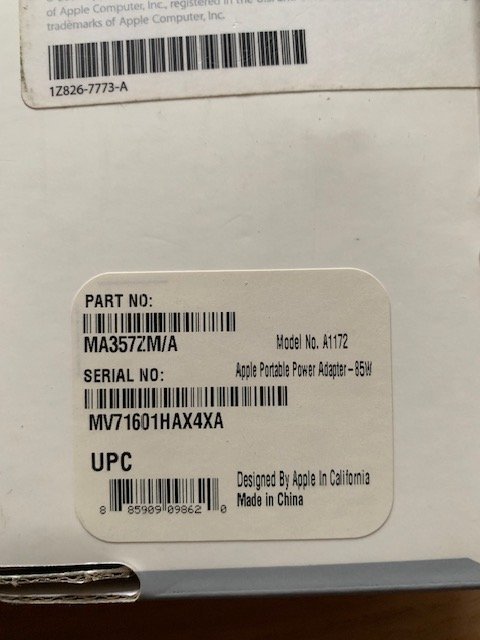 of Apple Computer, Inc., registered in the
trademarks of Apple Computer, Inc.
1Z826-7773-A
PART NO:
MA357ZM/A
Model No. A1172
SERIAL NO:
Apple Portable Power Adapter-85W
MV71601HAX4XA
UPC
Designed By Apple In California
Made in China
8 85909 09862 0